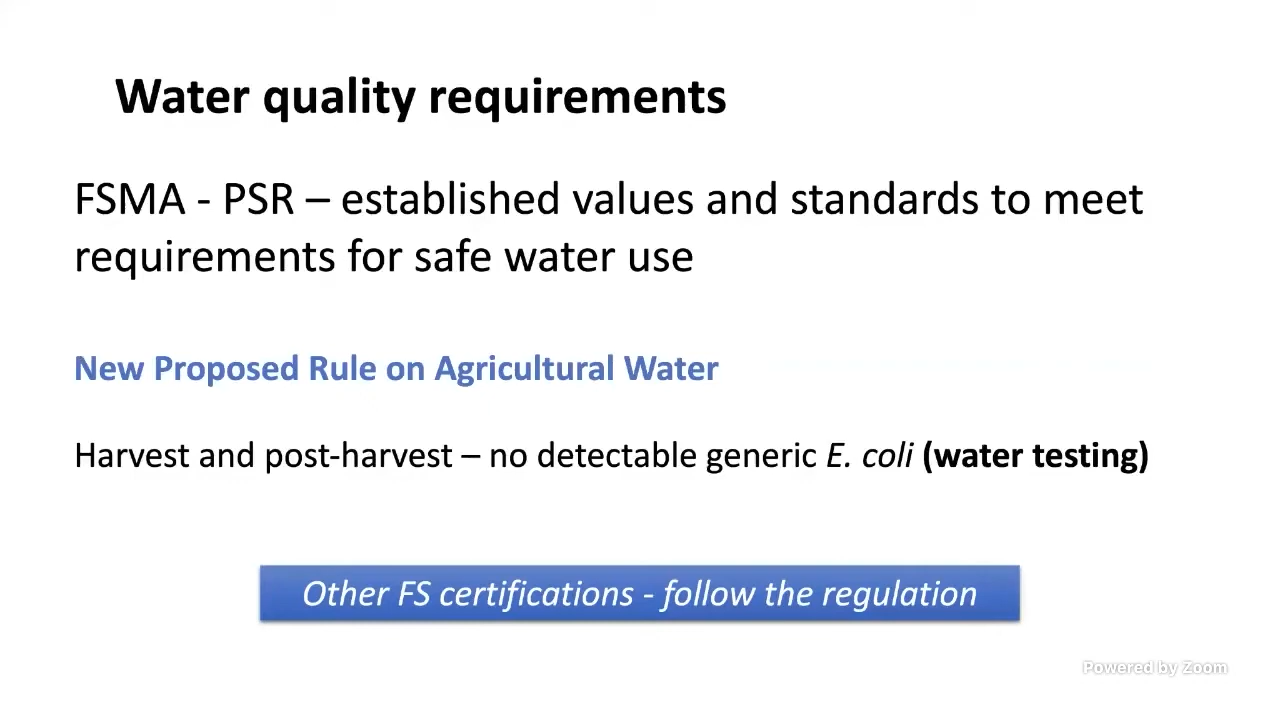 Water quality requirements
FSMA - PSR – established values and standards to meet
requirements for safe water use
New Proposed Rule on Agricultural Water
Harvest and post-harvest – no detectable generic E. coli (water testing)
Other FS certifications - follow the regulation
Powered by Zoom